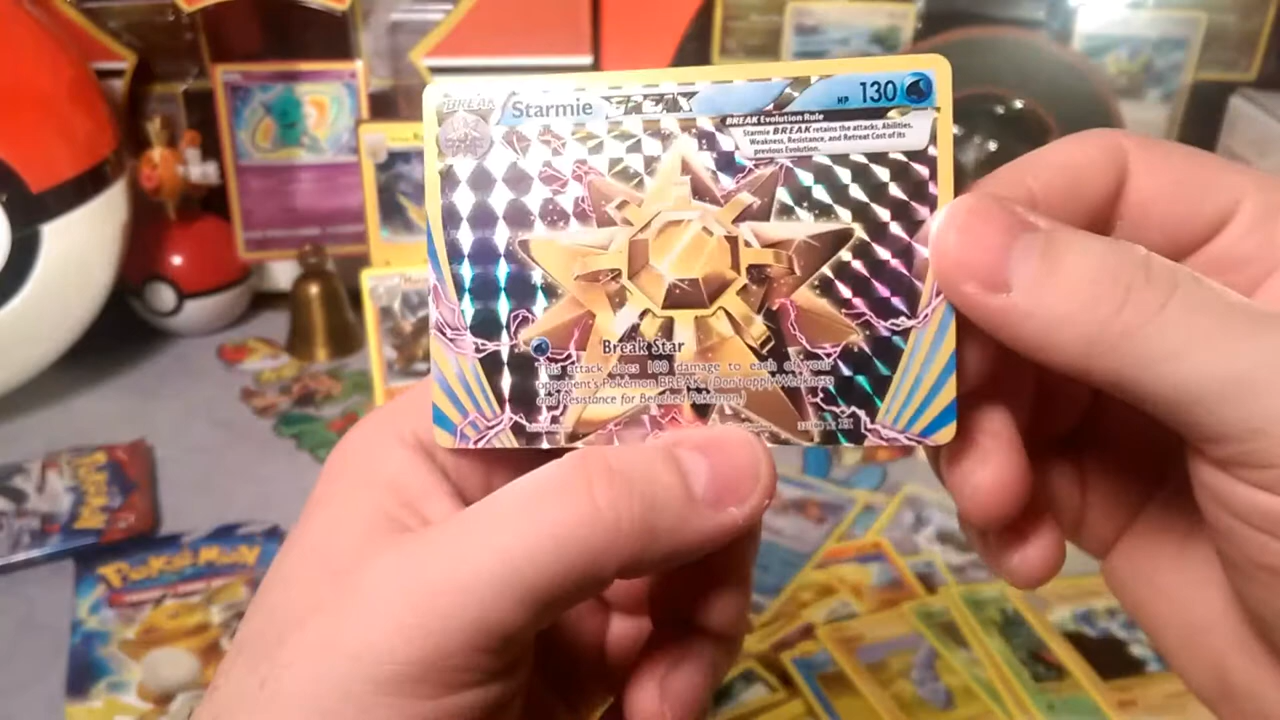 BREAK Starmie BREAK HP 130
BREAK Evolution Rule
Starmie BREAK retains the attacks, Abilities,
Weakness, Resistance, and Retreat Cost of its
previous Evolution.
Break Star
This attack does 100 damage to each of your
opponent's Pokémon BREAK. (Don't apply Weakness
and Resistance for Benched Pokémon.)
POKéMON
POKéMON